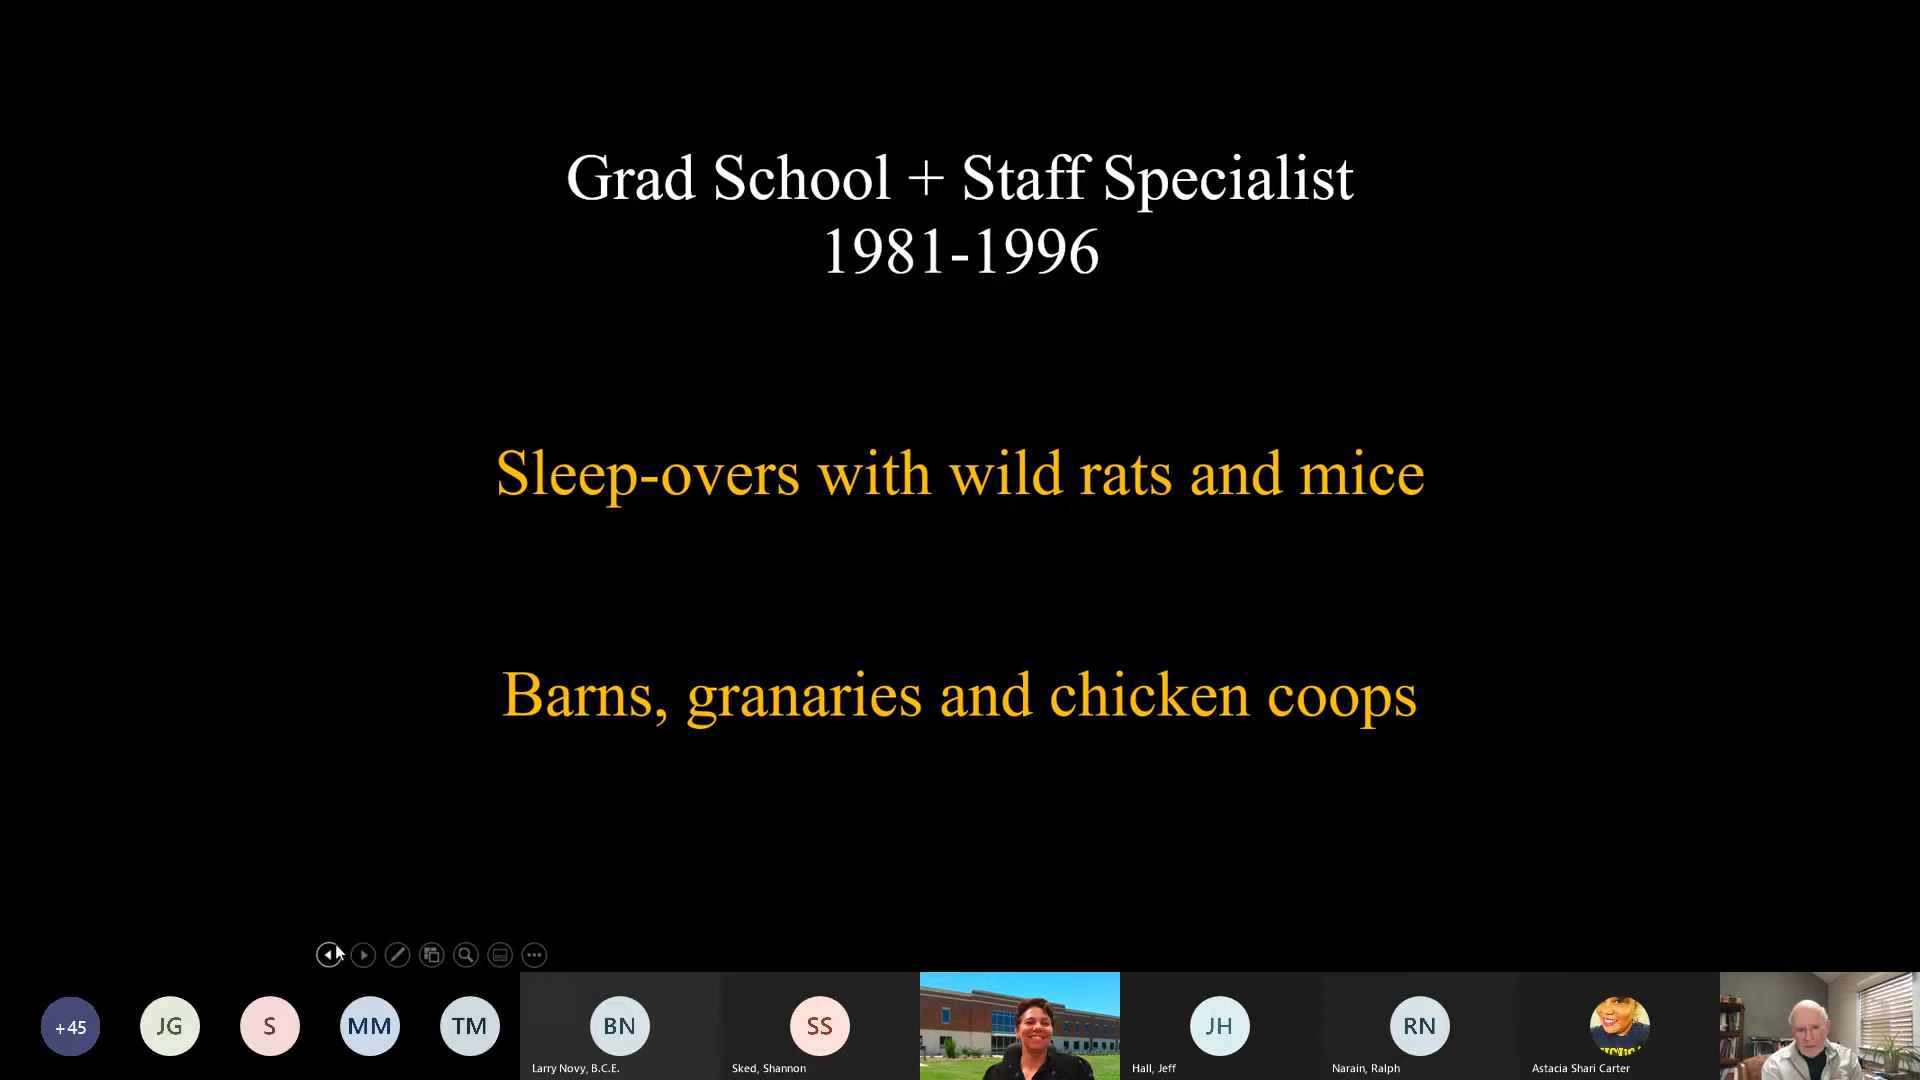 Grad School + Staff Specialist
1981-1996
Sleep-overs with wild rats and mice
Barns, granaries and chicken coops
+45
JG
S
MM
TM
BN
SS
JH
RN
Larry Novy, B.C.E.
Sked, Shannon
Hall, Jeff
Narain, Ralph
Astacia Shari Carter